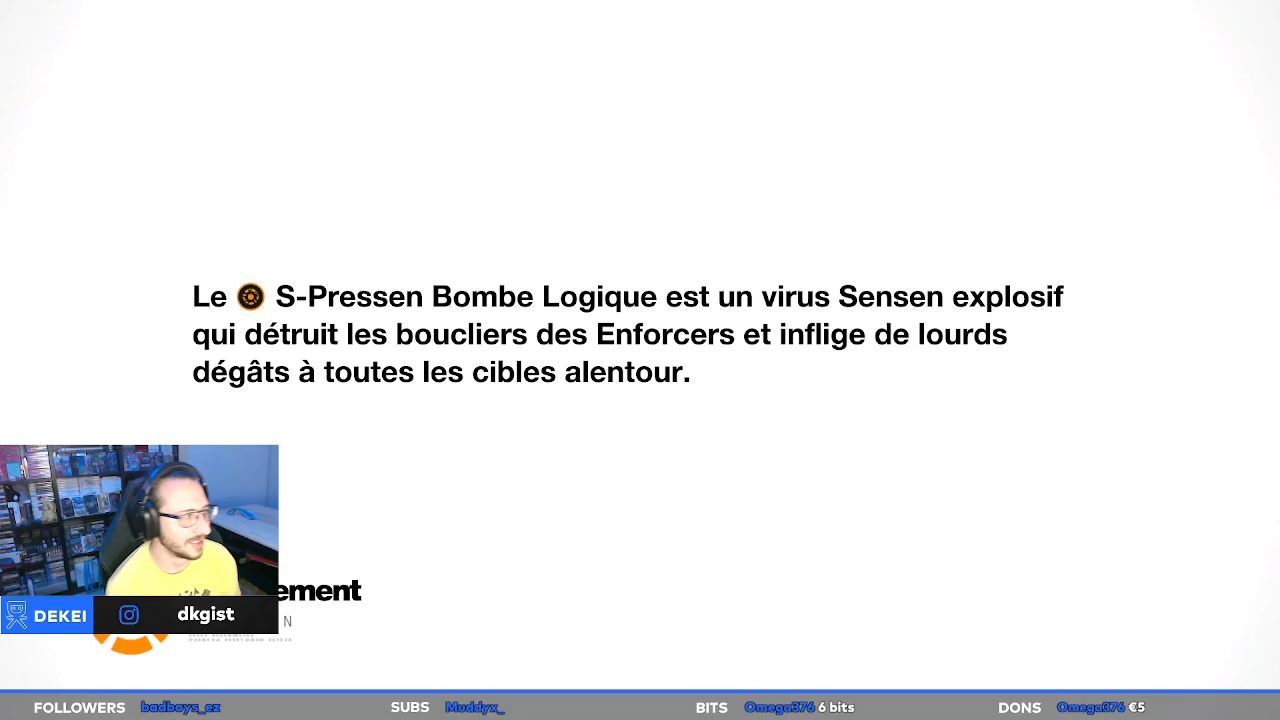 Le S-Pressen Bombe Logique est un virus Sensen explosif
qui détruit les boucliers des Enforcers et inflige de lourds
dégâts à toutes les cibles alentour.
ement
N
DEKEI
dkgist
FOLLOWERS badboys_ez SUBS Muddyx_ BITS Omega376 6 bits DONS Omega376 €5